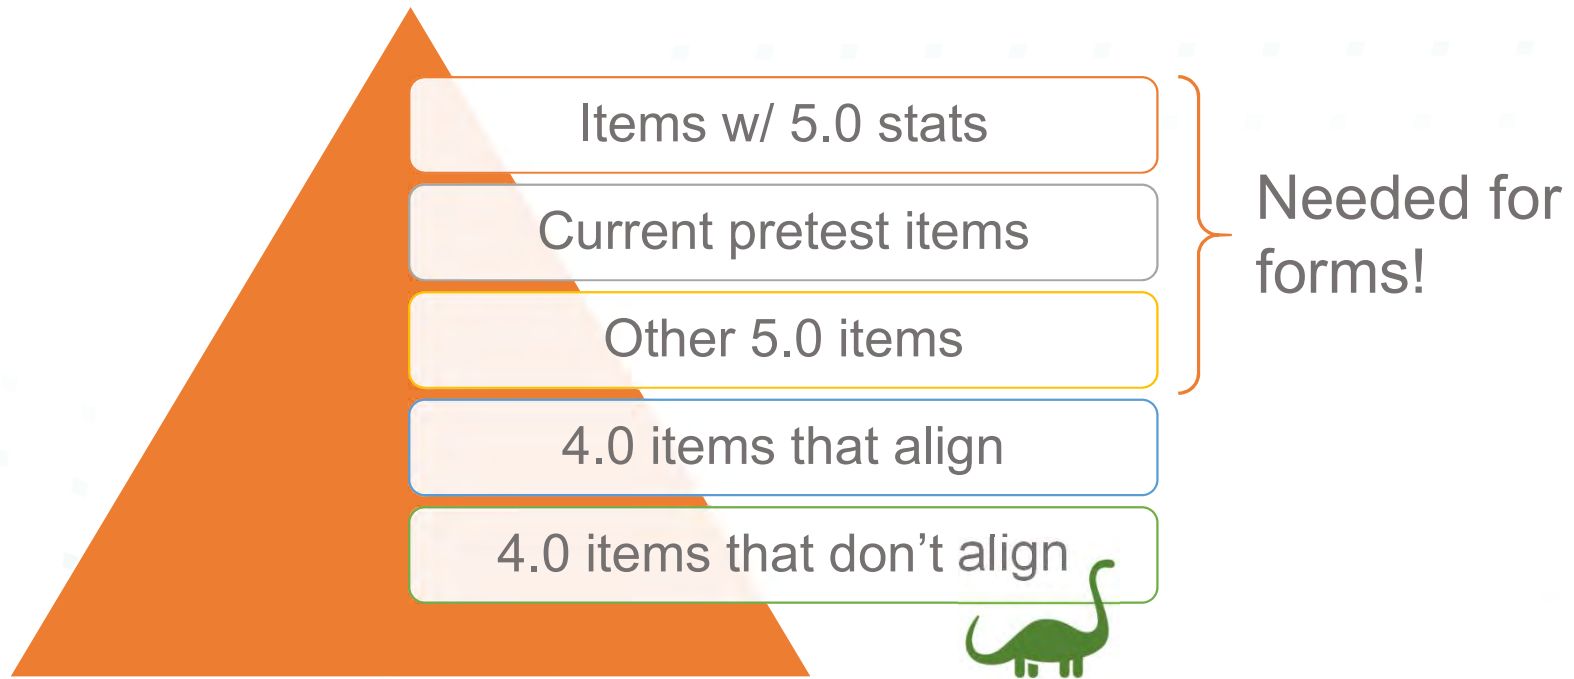 Items w/ 5.0 stats
Current pretest items
Other 5.0 items
4.0 items that align
4.0 items that don’t align
Needed for
forms!